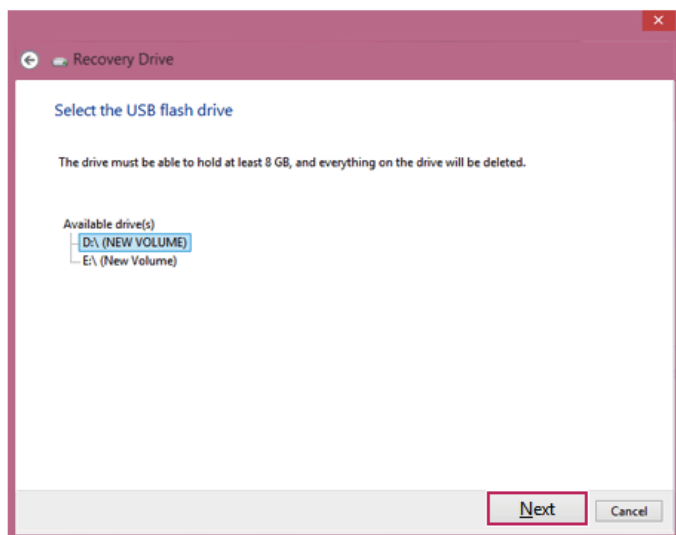 Recovery Drive
Select the USB flash drive
The drive must be able to hold at least 8 GB, and everything on the drive will be deleted.
Available drive(s)
D:\ (NEW VOLUME)
E:\ (New Volume)
Next
Cancel